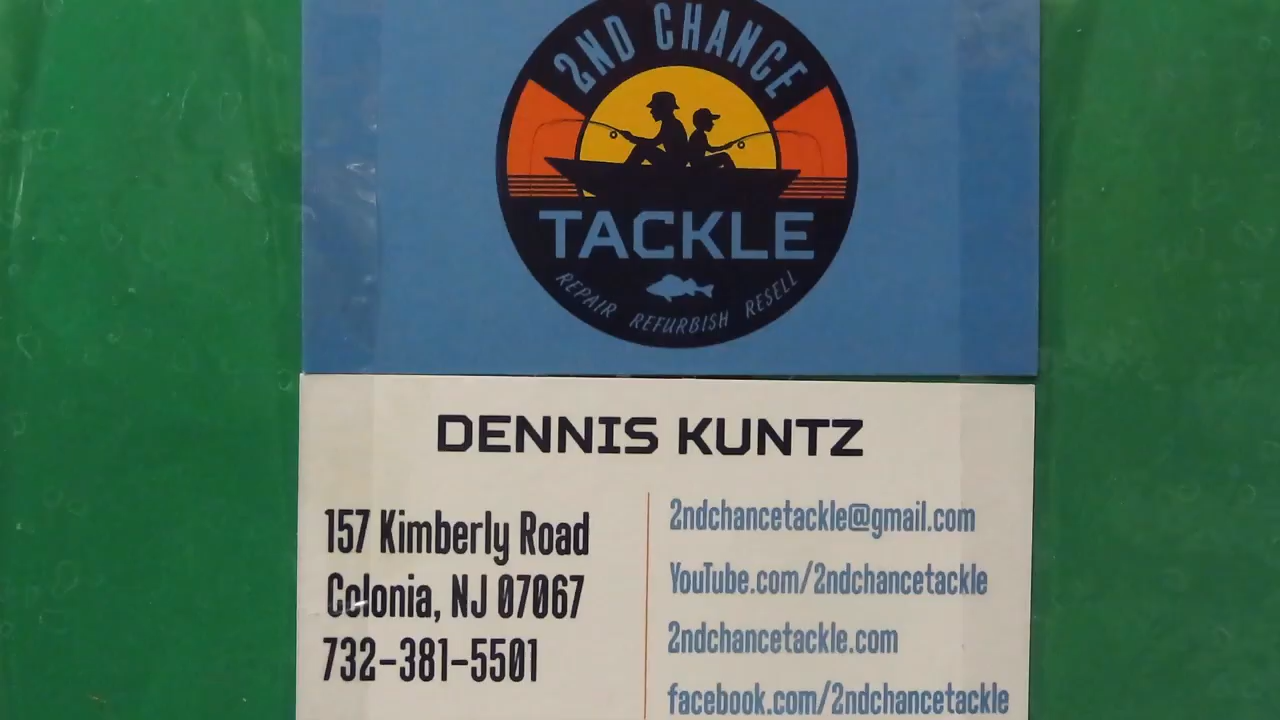 2ND CHANCE
TACKLE
REPAIR REFURBISH RESELL
DENNIS KUNTZ
157 Kimberly Road
Colonia, NJ 07067
732-381-5501
2ndchancetackle@gmail.com
YouTube.com/2ndchancetackle
2ndchancetackle.com
facebook.com/2ndchancetackle